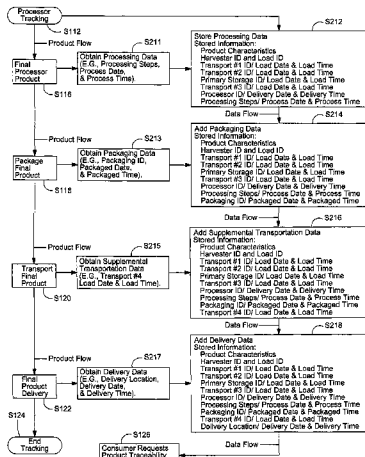 Processor
Tracking
S112
Product Flow
Final
Processor
Product
S116
S211
Obtain Processing Data
(E.G., Processing Steps,
Process Date,
& Process Time).
S212
Store Processing Data
Stored Information:
Product Characteristics
Harvester ID and Load ID
Transport #1 ID/ Load Date & Load Time
Transport #2 ID/ Load Date & Load Time
Primary Storage ID/ Load Date & Load Time
Transport #3 ID/ Load Date & Load Time
Processor ID/ Delivery Date & Delivery Time
Processing Steps/ Process Date & Process Time
Data Flow
Product Flow
Package
Final
Product
S118
S213
Obtain Packaging Data
(E.G., Packaging ID,
Packaged Date,
& Packaged Time).
S214
Add Packaging Data
Stored Information:
Product Characteristics
Harvester ID and Load ID
Transport #1 ID/ Load Date & Load Time
Transport #2 ID/ Load Date & Load Time
Primary Storage ID/ Load Date & Load Time
Transport #3 ID/ Load Date & Load Time
Processor ID/ Delivery Date & Delivery Time
Processing Steps/ Process Date & Process Time
Packaging ID/ Packaged Date & Packaged Time
Data Flow
Product Flow
Transport
Final
Product
S120
S215
Obtain Supplemental
Transportation Data
(E.G., Transport #4
Load Date & Load Time).
S216
Add Supplemental Transportation Data
Stored Information:
Product Characteristics
Harvester ID and Load ID
Transport #1 ID/ Load Date & Load Time
Transport #2 ID/ Load Date & Load Time
Primary Storage ID/ Load Date & Load Time
Transport #3 ID/ Load Date & Load Time
Processor ID/ Delivery Date & Delivery Time
Processing Steps/ Process Date & Process Time
Packaging ID/ Packaged Date & Packaged Time
Transport #4 ID/ Load Date & Load Time
Data Flow
Product Flow
Final
Product
Delivery
S122
S217
Obtain Delivery Data
(E.G., Delivery Location,
Delivery Date,
& Delivery Time).
S218
Add Delivery Data
Stored Information:
Product Characteristics
Harvester ID and Load ID
Transport #1 ID/ Load Date & Load Time
Transport #2 ID/ Load Date & Load Time
Primary Storage ID/ Load Date & Load Time
Transport #3 ID/ Load Date & Load Time
Processor ID/ Delivery Date & Delivery Time
Processing Steps/ Process Date & Process Time
Packaging ID/ Packaged Date & Packaged Time
Transport #4 ID/ Load Date & Load Time
Delivery Location/ Delivery Date & Delivery Time
S124
End
Tracking
S126
Data Flow
Consumer Requests
Product Traceability